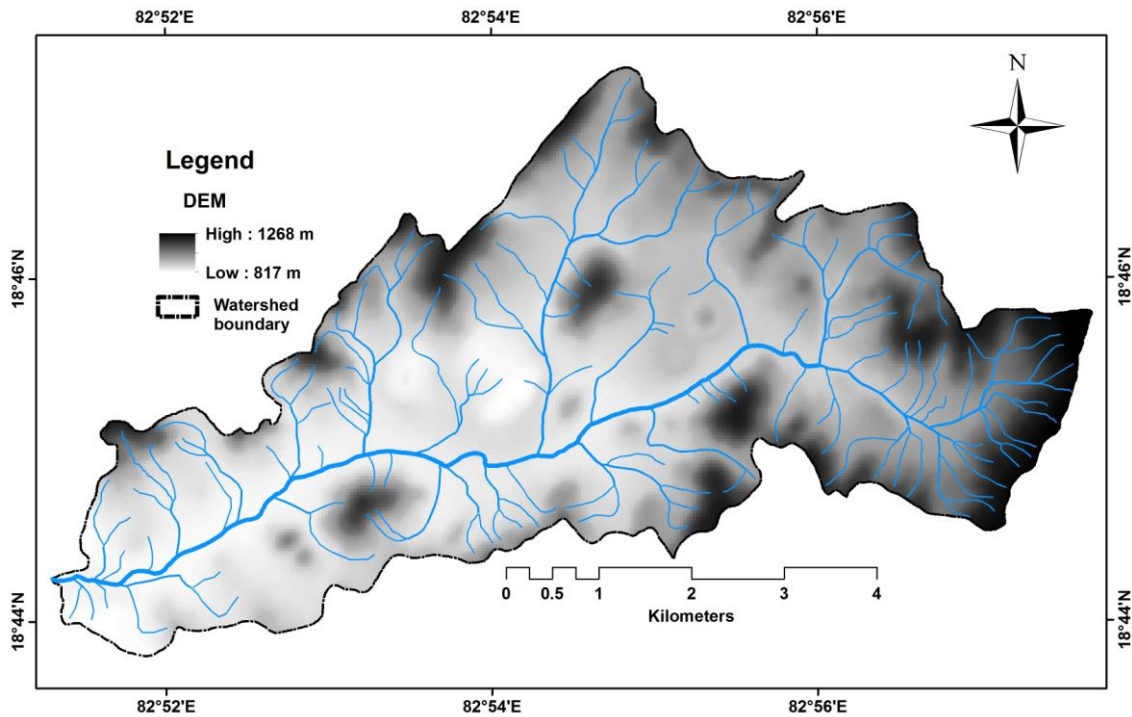 82°52'E 82°54'E 82°56'E
N
Legend
DEM
High : 1268 m
Low : 817 m
Watershed
boundary
18°46'N
18°46'N
18°44'N
18°44'N
0 0.5 1 2 3 4
Kilometers
82°52'E 82°54'E 82°56'E